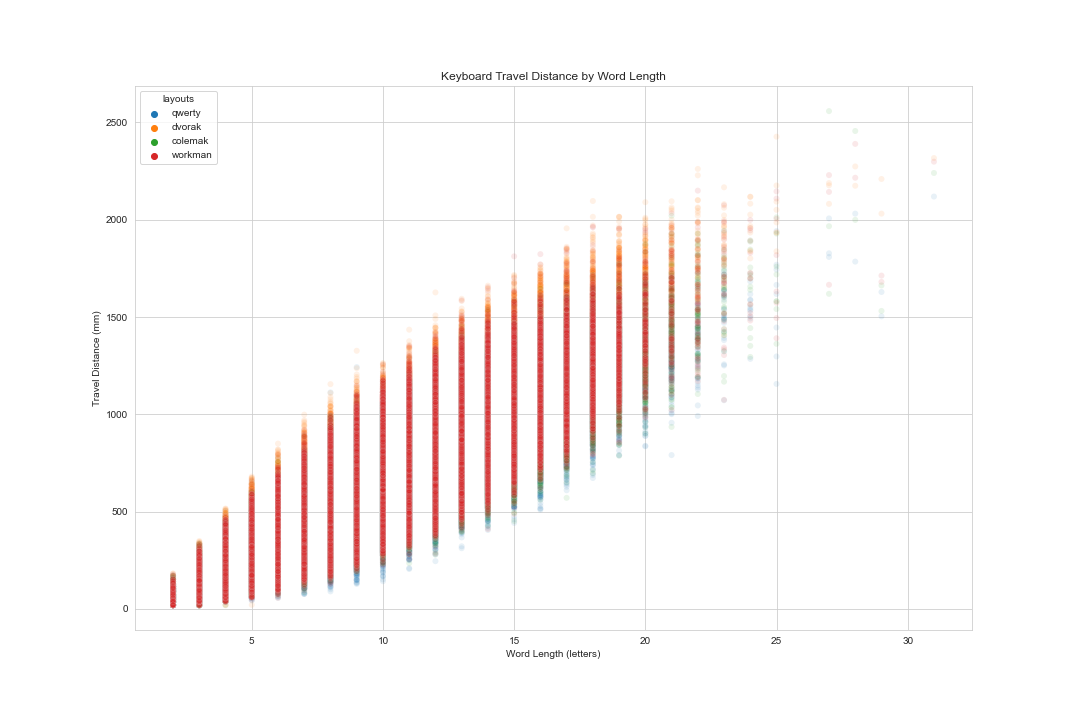 Keyboard Travel Distance by Word Length
layouts
qwerty
dvorak
colemak
workman
Travel Distance (mm)
2500
2000
1500
1000
500
0
5 10 15 20 25 30
Word Length (letters)